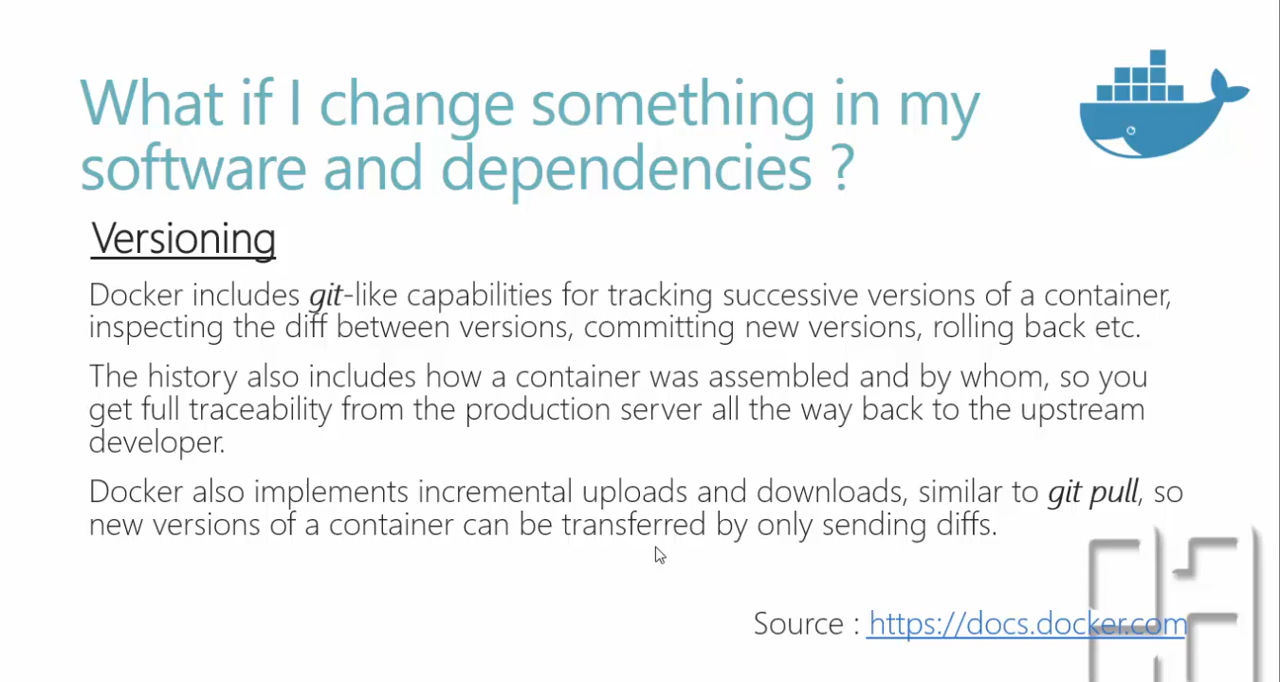 What if I change something in my
software and dependencies ?
Versioning
Docker includes git-like capabilities for tracking successive versions of a container,
inspecting the diff between versions, committing new versions, rolling back etc.
The history also includes how a container was assembled and by whom, so you
get full traceability from the production server all the way back to the upstream
developer.
Docker also implements incremental uploads and downloads, similar to git pull, so
new versions of a container can be transferred by only sending diffs.
Source : https://docs.docker.com